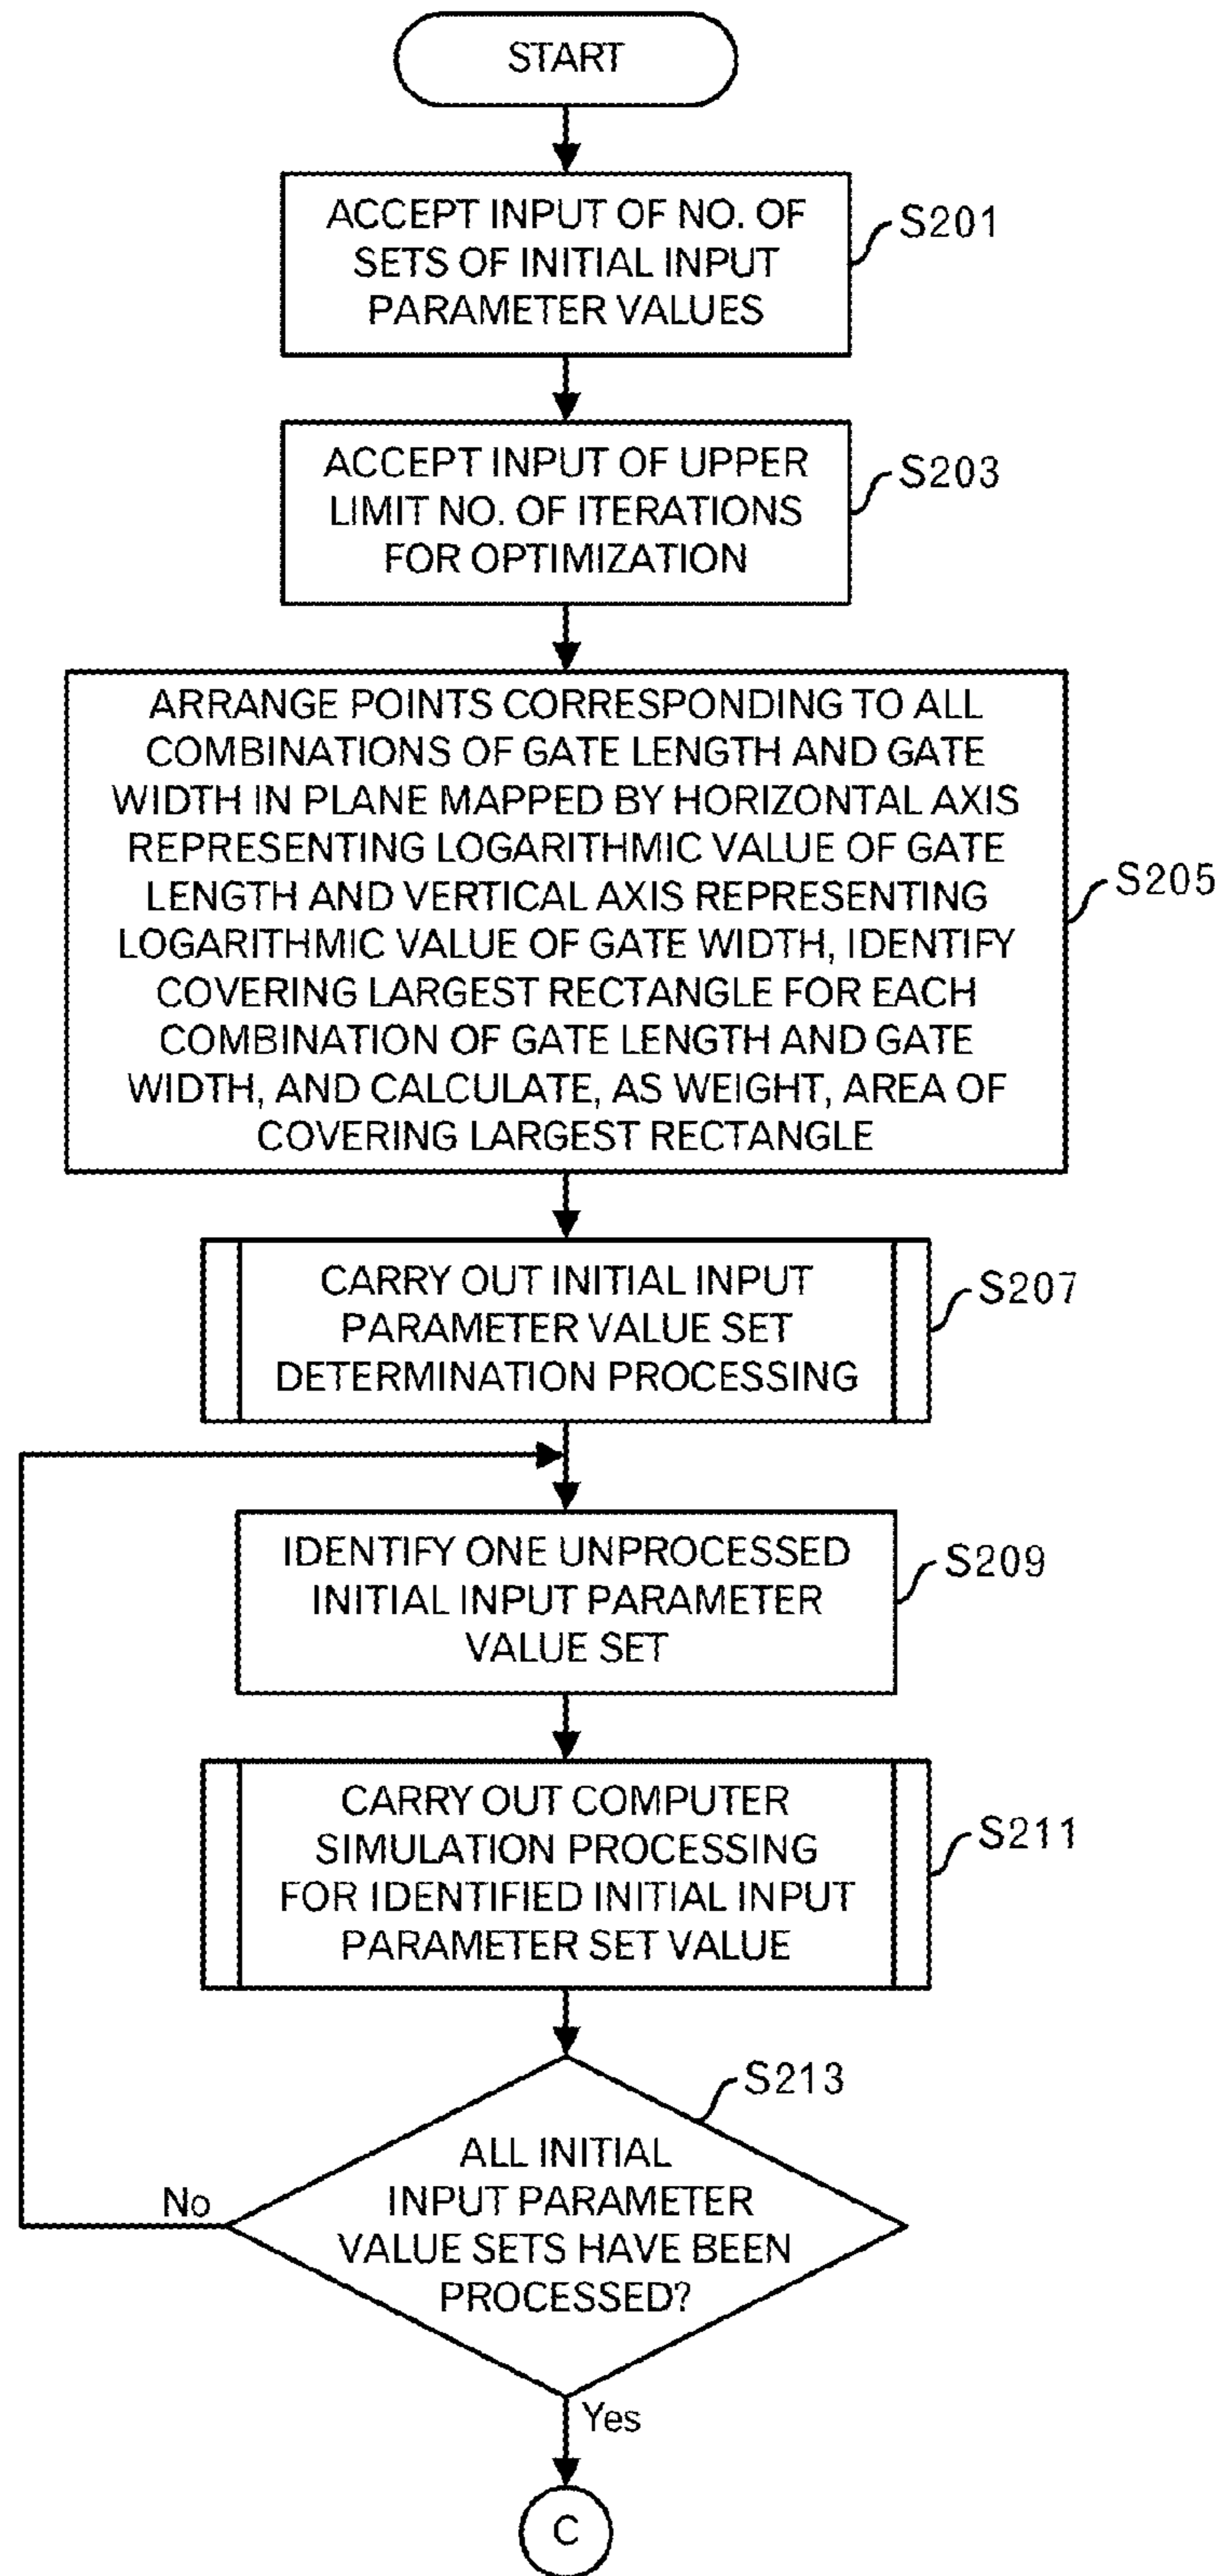 START
ACCEPT INPUT OF NO. OF
SETS OF INITIAL INPUT
PARAMETER VALUES
S201
ACCEPT INPUT OF UPPER
LIMIT NO. OF ITERATIONS
FOR OPTIMIZATION
S203
ARRANGE POINTS CORRESPONDING TO ALL
COMBINATIONS OF GATE LENGTH AND GATE
WIDTH IN PLANE MAPPED BY HORIZONTAL AXIS
REPRESENTING LOGARITHMIC VALUE OF GATE
LENGTH AND VERTICAL AXIS REPRESENTING
LOGARITHMIC VALUE OF GATE WIDTH, IDENTIFY
COVERING LARGEST RECTANGLE FOR EACH
COMBINATION OF GATE LENGTH AND GATE
WIDTH, AND CALCULATE, AS WEIGHT, AREA OF
COVERING LARGEST RECTANGLE
S205
CARRY OUT INITIAL INPUT
PARAMETER VALUE SET
DETERMINATION PROCESSING
S207
IDENTIFY ONE UNPROCESSED
INITIAL INPUT PARAMETER
VALUE SET
S209
CARRY OUT COMPUTER
SIMULATION PROCESSING
FOR IDENTIFIED INITIAL INPUT
PARAMETER SET VALUE
S211
S213
ALL INITIAL
INPUT PARAMETER
VALUE SETS HAVE BEEN
PROCESSED?
No
Yes
C